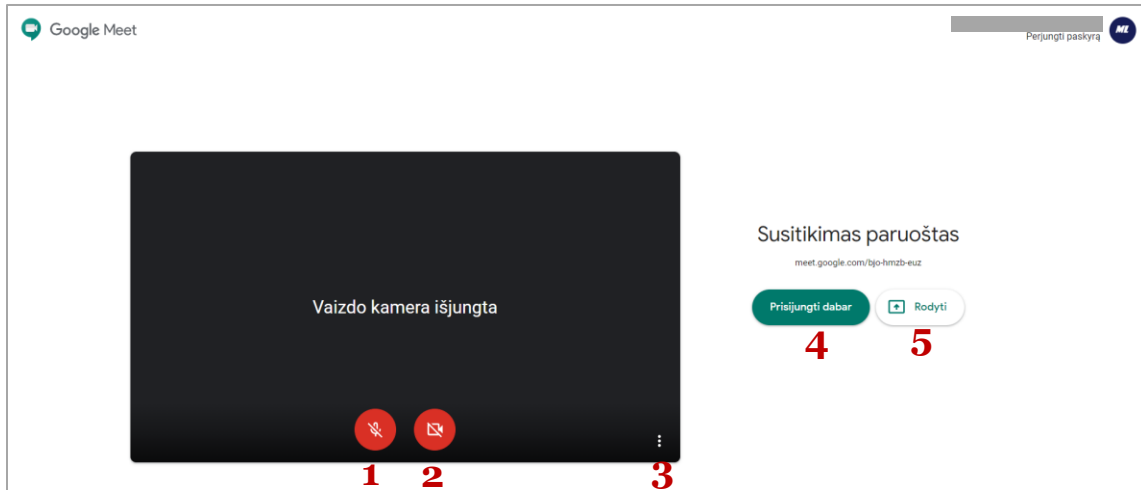 Google Meet
Perjungti paskyrą
ML
Vaizdo kamera išjungta
1
2
3
Susitikimas paruoštas
meet.google.com/bjo-hmzb-euz
Prisijungti dabar
Rodyti
4
5